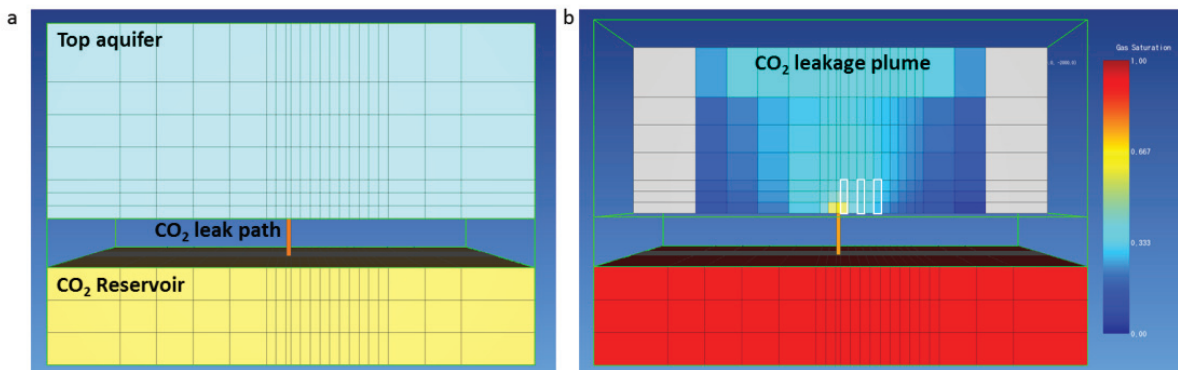 a
Top aquifer
CO₂ leak path
CO₂ Reservoir
b
CO₂ leakage plume
Gas Saturation
1.00
0.667
0.333
0.00